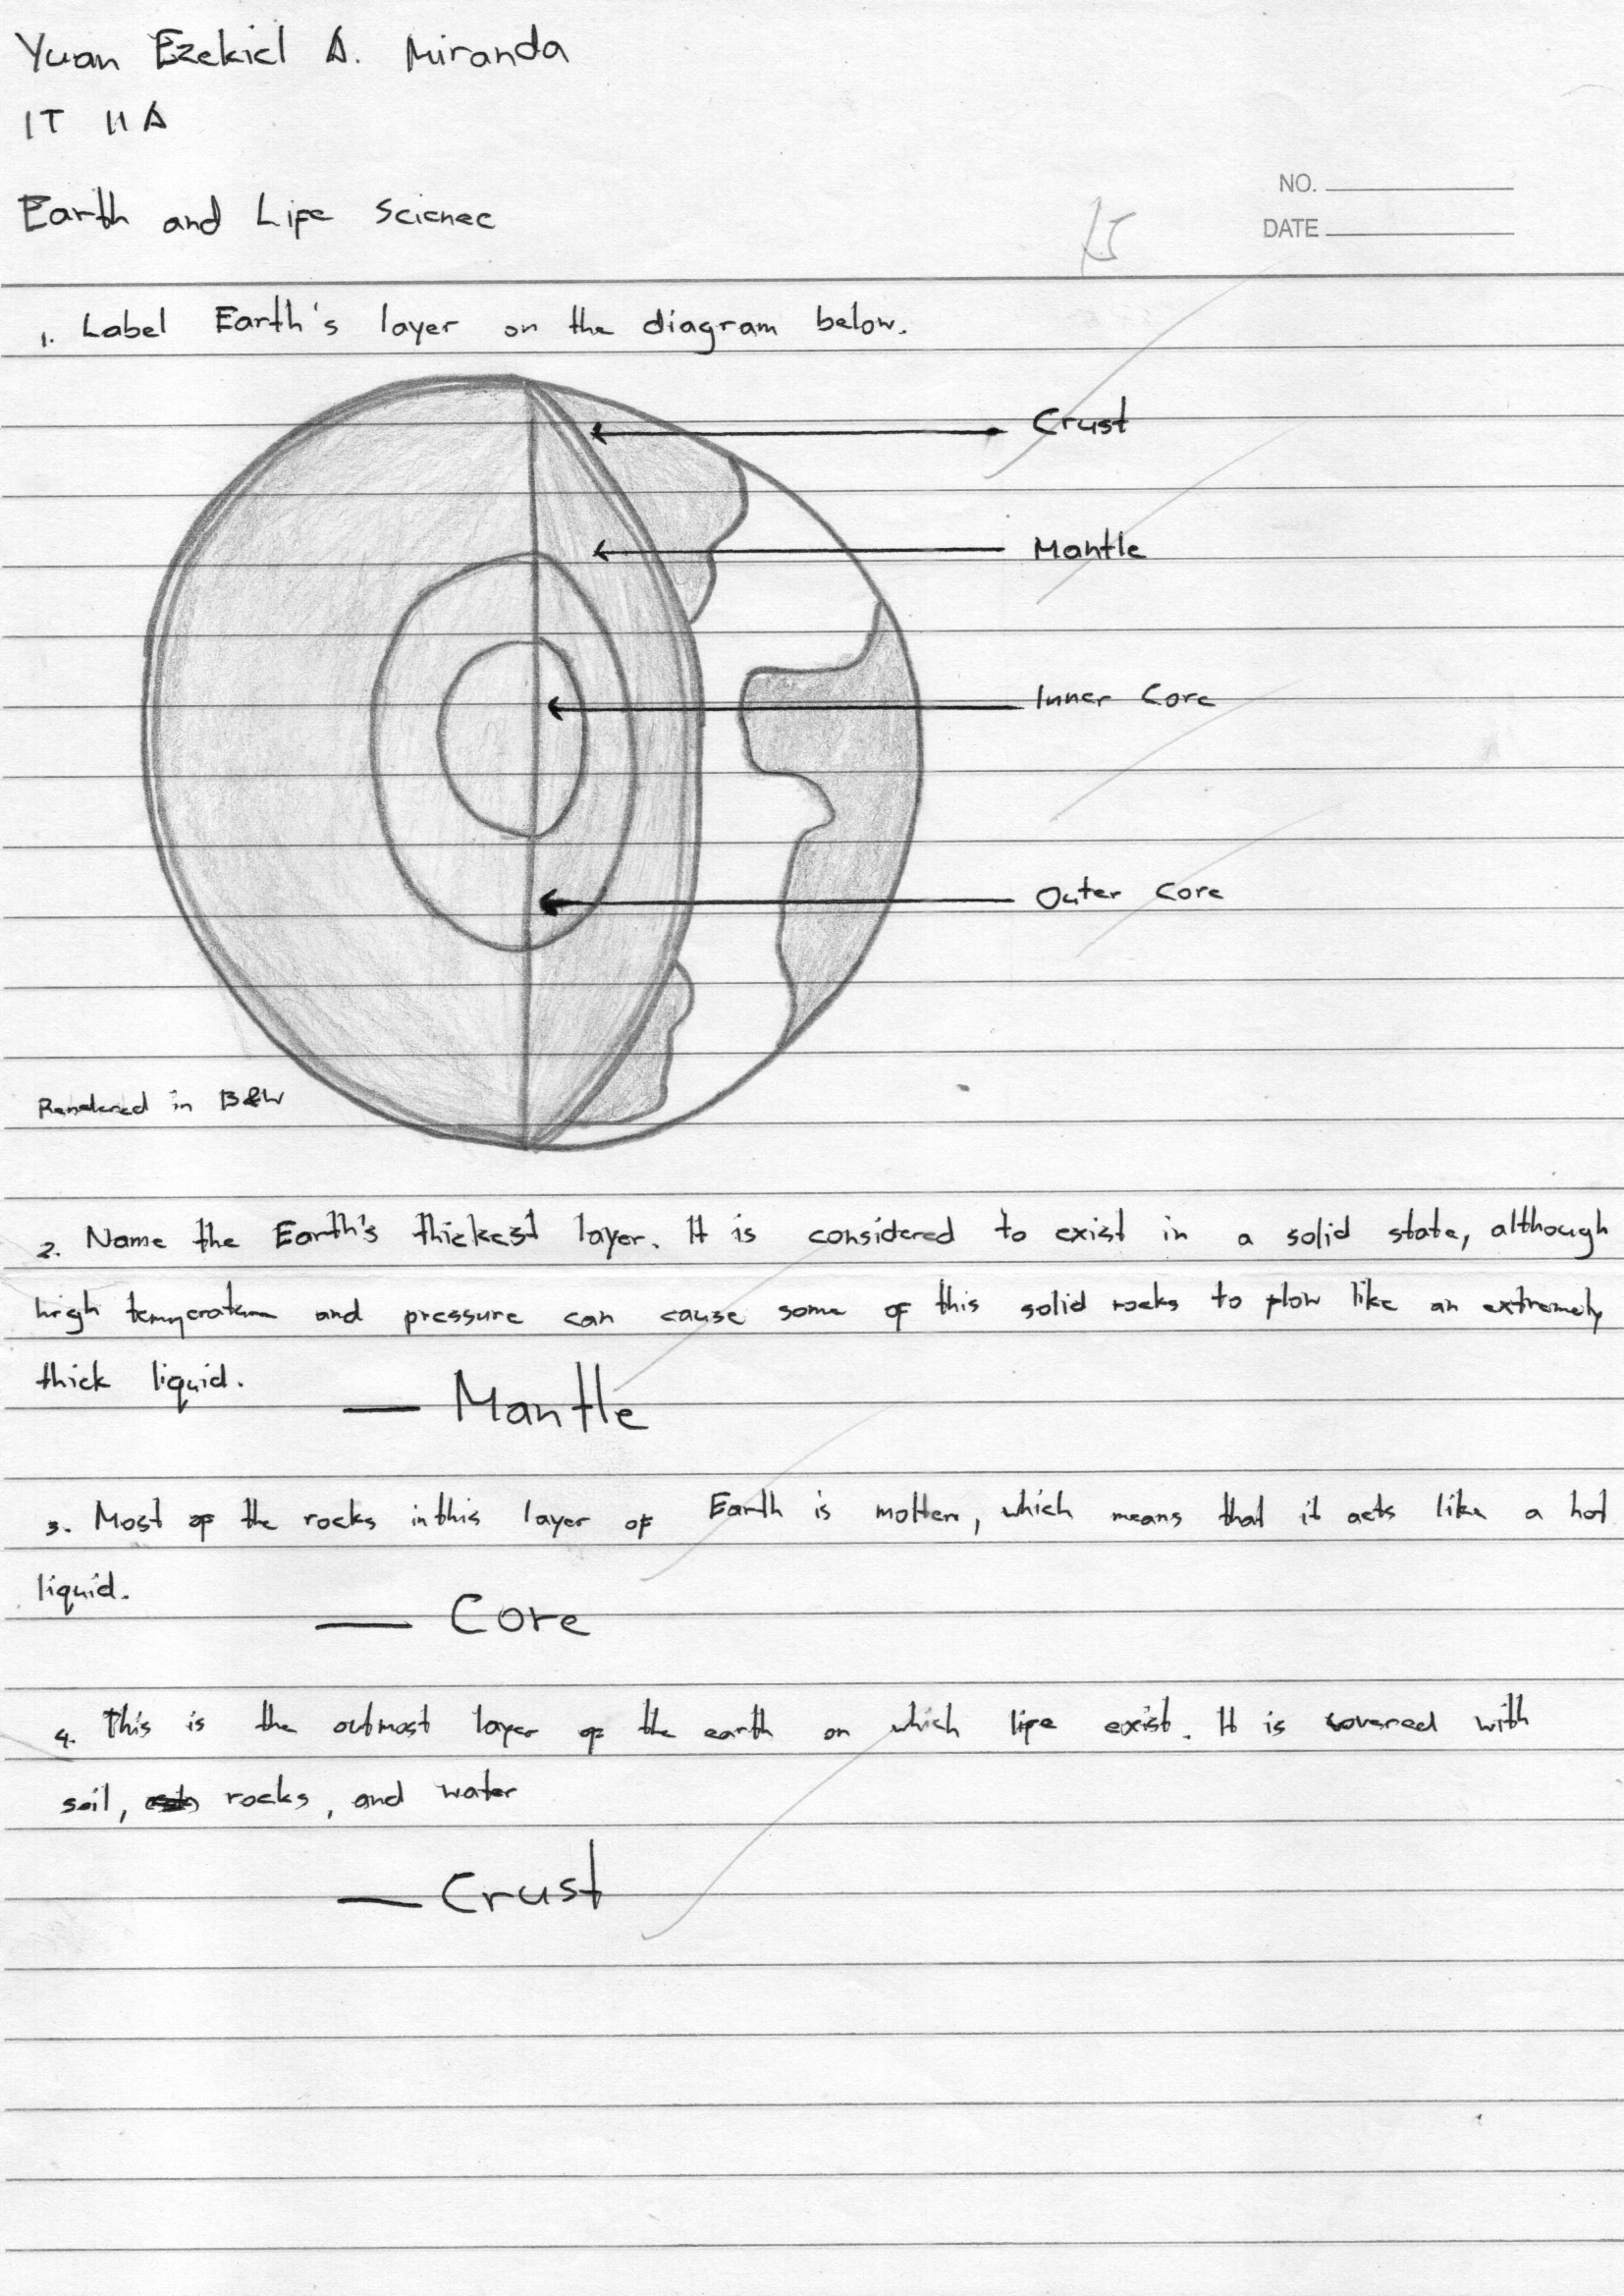 Yuan Ezekiel A. Miranda
IT 11A
Earth and Life Science
NO.
DATE
15
1. Label Earth's layer on the diagram below.
Crust
Mantle
Inner Core
Outer Core
Rendered in B&W
2. Name the Earth's thickest layer. It is considered to exist in a solid state, although
high temperature and pressure can cause some of this solid rocks to flow like an extremely
thick liquid.
— Mantle
3. Most of the rocks in this layer of Earth is molten, which means that it acts like a hot
liquid.
— Core
4. This is the outmost layer of the earth on which life exist. It is covered with
soil, rocks, and water
— Crust